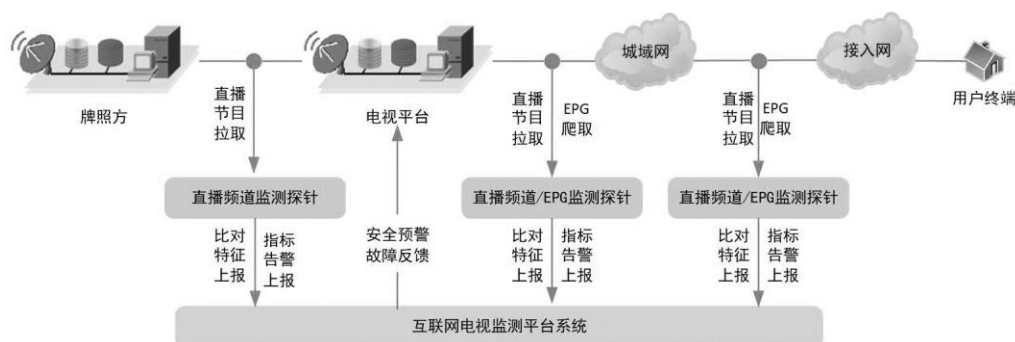 牌照方
电视平台
城域网
接入网
用户终端
直播
节目
拉取
直播
节目
拉取
EPG
爬取
直播
节目
拉取
EPG
爬取
直播频道监测探针
直播频道/EPG监测探针
直播频道/EPG监测探针
比对
特征
上报
指标
告警
上报
安全预警
故障反馈
比对
特征
上报
指标
告警
上报
比对
特征
上报
指标
告警
上报
互联网电视监测平台系统